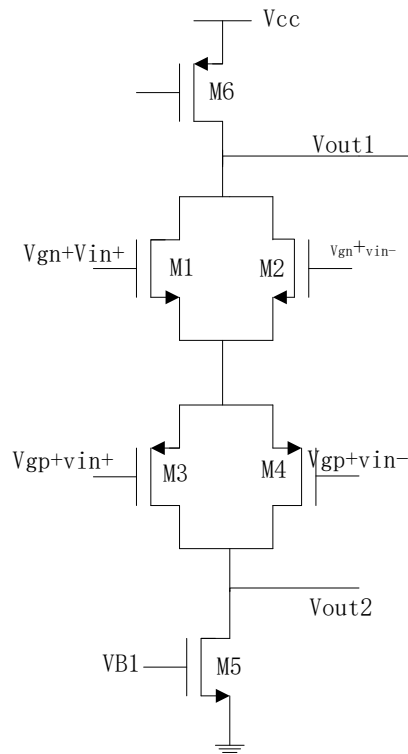 Vcc
M6
Vout1
Vgn+Vin+
M1
M2
Vgn+vin-
Vgp+vin+
M3
M4
Vgp+vin-
Vout2
VB1
M5